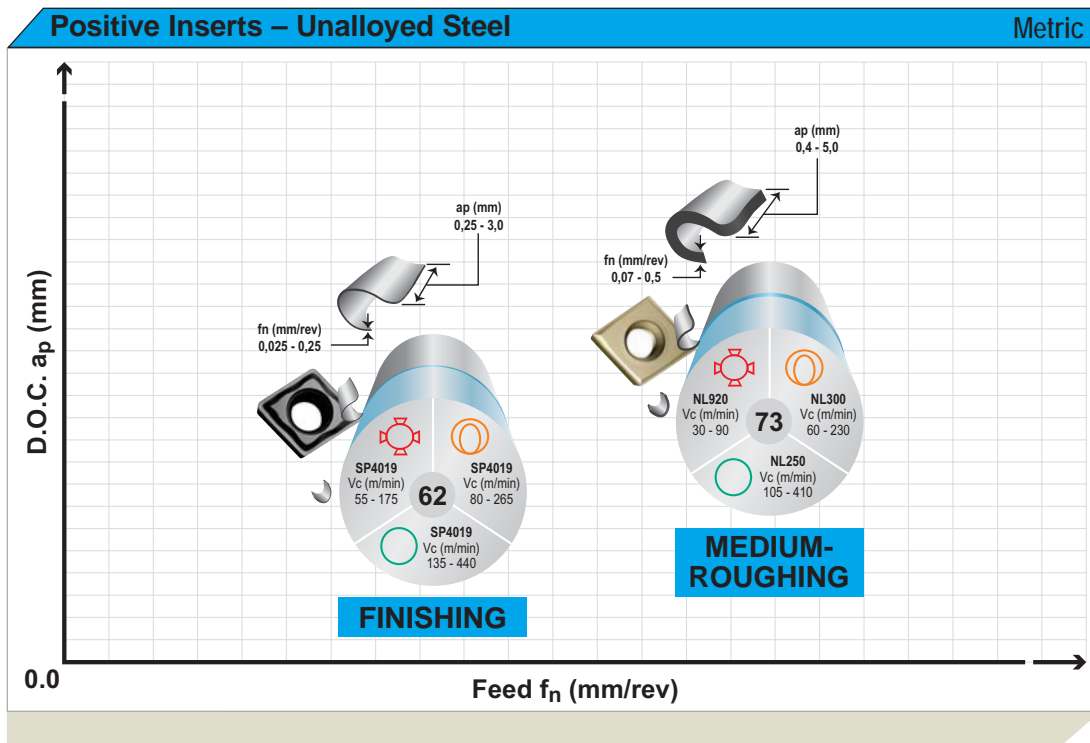 Positive Inserts – Unalloyed Steel
Metric
D.O.C. ap (mm)
ap (mm)
0,25 - 3,0
fn (mm/rev)
0,025 - 0,25
SP4019
Vc (m/min)
55 - 175
SP4019
Vc (m/min)
80 - 265
62
SP4019
Vc (m/min)
135 - 440
FINISHING
ap (mm)
0,4 - 5,0
fn (mm/rev)
0,07 - 0,5
NL920
Vc (m/min)
30 - 90
NL300
Vc (m/min)
60 - 230
73
NL250
Vc (m/min)
105 - 410
MEDIUM-
ROUGHING
0.0
Feed fn (mm/rev)